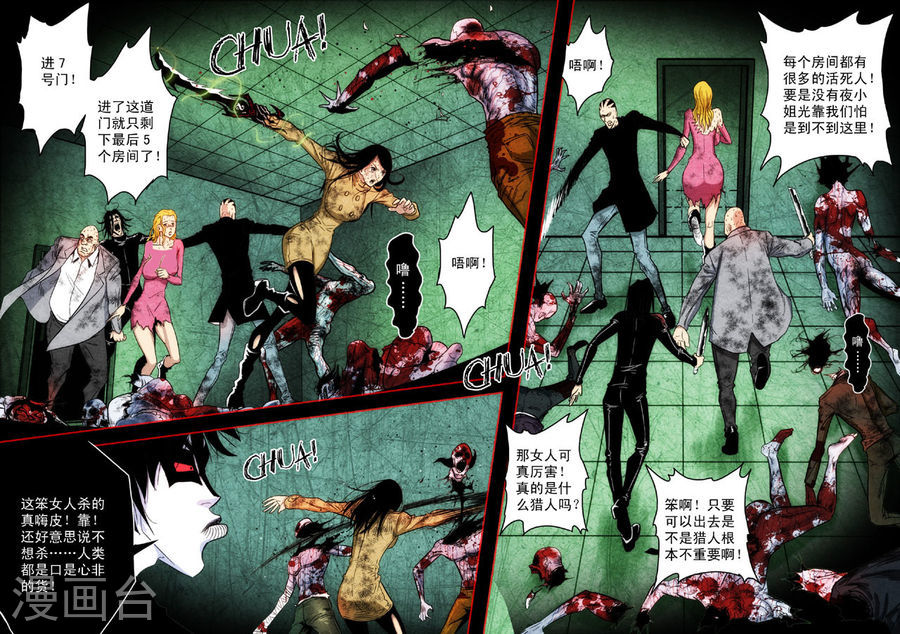 进7
号门！
进了这道
门就只剩
下最后5
个房间了！
CHUA!
噜
……
唔啊！
CHUA!
CHUA!
这笨女人杀的
真嗨皮！靠！
还好意思说不
想杀……人类
都是口是心非
的货！
唔啊！
每个房间都有
很多的活死人！
要是没有夜小
姐光靠我们怕
是到不到这里！
噜
……
那女人可
真厉害！
真的是什
么猎人吗？
笨啊！只要
可以出去是
不是猎人根
本不重要啊！
漫画台